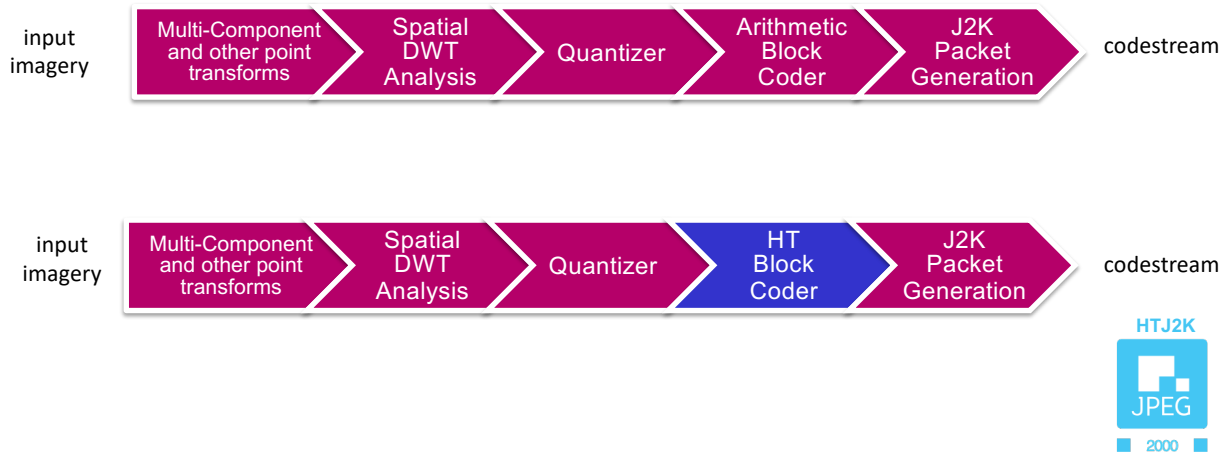 input
imagery
Multi-Component
and other point
transforms
Spatial
DWT
Analysis
Quantizer
Arithmetic
Block
Coder
J2K
Packet
Generation
codestream
input
imagery
Multi-Component
and other point
transforms
Spatial
DWT
Analysis
Quantizer
HT
Block
Coder
J2K
Packet
Generation
codestream
HTJ2K
JPEG
2000